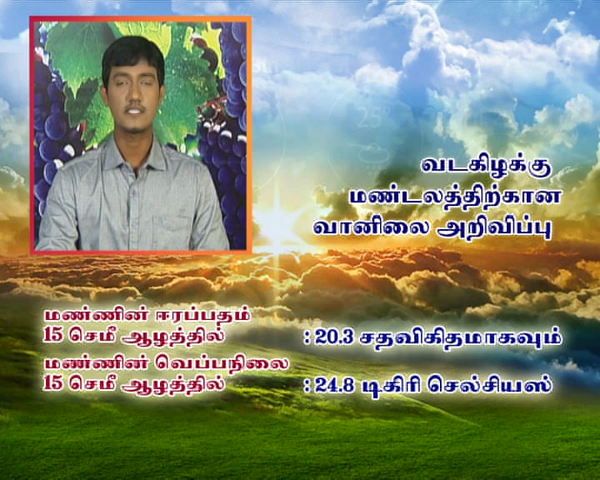 வடகிழக்கு
மண்டலத்திற்கான
வானிலை அறிவிப்பு
மண்ணின் ஈரப்பதம்
15 செமீ ஆழத்தில் : 20.3 சதவிகிதமாகவும்
மண்ணின் வெப்பநிலை
15 செமீ ஆழத்தில் : 24.8 டிகிரி செல்சியஸ்